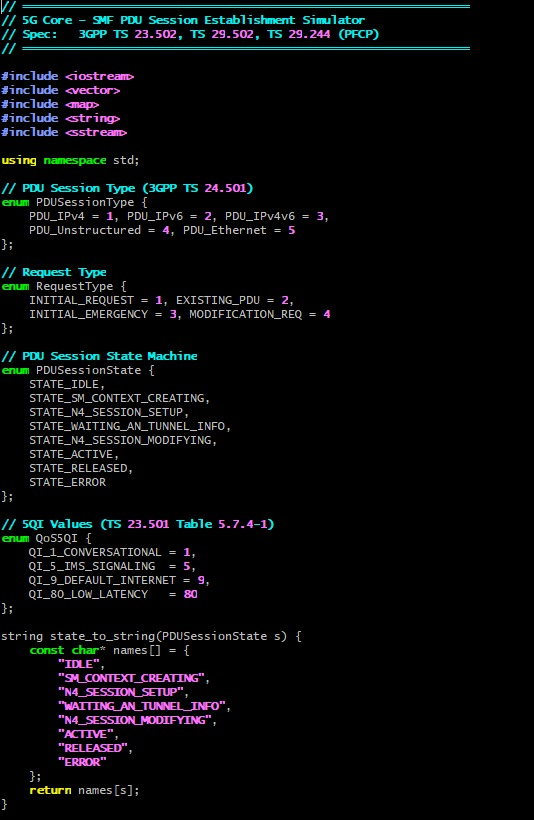 // ══════════════════════════════════════════════════════════════
// 5G Core – SMF PDU Session Establishment Simulator
// Spec:   3GPP TS 23.502, TS 29.502, TS 29.244 (PFCP)
// ══════════════════════════════════════════════════════════════
#include <iostream>
#include <vector>
#include <map>
#include <string>
#include <sstream>
using namespace std;
// PDU Session Type (3GPP TS 24.501)
enum PDUSessionType {
    PDU_IPv4 = 1, PDU_IPv6 = 2, PDU_IPv4v6 = 3,
    PDU_Unstructured = 4, PDU_Ethernet = 5
};
// Request Type
enum RequestType {
    INITIAL_REQUEST = 1, EXISTING_PDU = 2,
    INITIAL_EMERGENCY = 3, MODIFICATION_REQ = 4
};
// PDU Session State Machine
enum PDUSessionState {
    STATE_IDLE,
    STATE_SM_CONTEXT_CREATING,
    STATE_N4_SESSION_SETUP,
    STATE_WAITING_AN_TUNNEL_INFO,
    STATE_N4_SESSION_MODIFYING,
    STATE_ACTIVE,
    STATE_RELEASED,
    STATE_ERROR
};
// 5QI Values (TS 23.501 Table 5.7.4-1)
enum QoS5QI {
    QI_1_CONVERSATIONAL = 1,
    QI_5_IMS_SIGNALING  = 5,
    QI_9_DEFAULT_INTERNET = 9,
    QI_80_LOW_LATENCY   = 80
};
string state_to_string(PDUSessionState s) {
    const char* names[] = {
        "IDLE",
        "SM_CONTEXT_CREATING",
        "N4_SESSION_SETUP",
        "WAITING_AN_TUNNEL_INFO",
        "N4_SESSION_MODIFYING",
        "ACTIVE",
        "RELEASED",
        "ERROR"
    };
    return names[s];
}